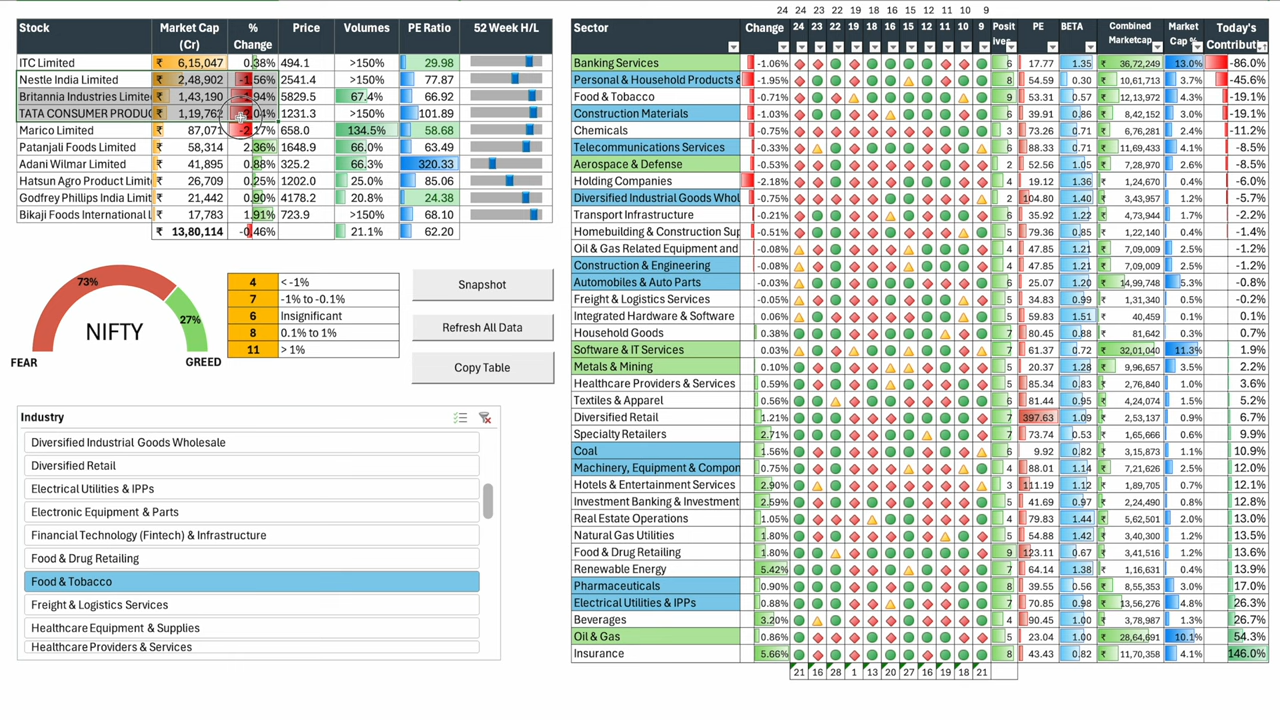 24 24 23 22 19 18 16 15 12 11 10 9
Stock Market Cap (Cr) % Change Price Volumes PE Ratio 52 Week H/L
ITC Limited ₹ 6,15,047 0.38% 494.1 >150% 29.98
Nestle India Limited ₹ 2,48,902 -1.56% 2541.4 >150% 77.87
Britannia Industries Limite ₹ 1,43,190 94% 5829.5 67.4% 66.92
TATA CONSUMER PRODUC ₹ 1,19,762 04% 1231.3 >150% 101.89
Marico Limited ₹ 87,071 -2.17% 658.0 134.5% 58.68
Patanjali Foods Limited ₹ 58,314 2.36% 1648.9 66.0% 63.49
Adani Wilmar Limited ₹ 41,895 0.88% 325.2 66.3% 320.33
Hatsun Agro Product Limite ₹ 26,709 0.25% 1202.0 25.0% 85.06
Godfrey Phillips India Limit ₹ 21,442 0.90% 4178.2 20.8% 24.38
Bikaji Foods International L ₹ 17,783 1.91% 723.9 >150% 68.10
₹ 13,80,114 -0.46% 21.1% 62.20
73%
27%
NIFTY
FEAR GREED
4 < -1%
7 -1% to -0.1%
6 Insignificant
8 0.1% to 1%
11 > 1%
Snapshot
Refresh All Data
Copy Table
Industry
Diversified Industrial Goods Wholesale
Diversified Retail
Electrical Utilities & IPPs
Electronic Equipment & Parts
Financial Technology (Fintech) & Infrastructure
Food & Drug Retailing
Food & Tobacco
Freight & Logistics Services
Healthcare Equipment & Supplies
Healthcare Providers & Services
Sector Change 24 23 22 19 18 16 15 12 11 10 9 Posit ives PE BETA Combined Marketcap Market Cap % Today's Contributi
Banking Services -1.06% 6 17.77 1.35 ₹ 36,72,249 13.0% -86.0%
Personal & Household Products & -1.95% 8 54.59 0.30 ₹ 10,61,713 3.7% -45.6%
Food & Tobacco -0.71% 9 53.31 0.57 ₹ 12,13,972 4.3% -19.1%
Construction Materials -1.03% 6 39.91 0.86 ₹ 8,42,152 3.0% -19.1%
Chemicals -0.75% 3 73.26 0.71 ₹ 6,76,281 2.4% -11.2%
Telecommunications Services -0.33% 6 88.33 0.71 ₹ 11,69,433 4.1% -8.5%
Aerospace & Defense -0.53% 2 52.56 1.05 ₹ 7,28,970 2.6% -8.5%
Holding Companies -2.18% 4 19.12 1.36 ₹ 1,24,670 0.4% -6.0%
Diversified Industrial Goods Whol -0.75% 2 104.80 1.40 ₹ 3,43,957 1.2% -5.7%
Transport Infrastructure -0.21% 4 35.92 1.22 ₹ 4,73,944 1.7% -2.2%
Homebuilding & Construction Sup -0.51% 5 79.36 0.85 ₹ 1,20,141 0.4% -1.4%
Oil & Gas Related Equipment and -0.08% 4 47.85 1.21 ₹ 7,09,009 2.5% -1.2%
Construction & Engineering -0.08% 4 47.85 1.21 ₹ 7,09,009 2.5% -1.2%
Automobiles & Auto Parts -0.03% 6 25.07 1.20 ₹ 14,99,748 5.3% -0.8%
Freight & Logistics Services -0.05% 5 34.83 0.99 ₹ 1,31,340 0.5% -0.2%
Integrated Hardware & Software 0.06% 5 59.83 1.51 ₹ 40,459 0.1% 0.1%
Household Goods 0.38% 7 80.45 0.88 ₹ 81,642 0.3% 0.7%
Software & IT Services 0.03% 7 61.37 0.72 ₹ 32,01,040 11.3% 1.9%
Metals & Mining 0.10% 5 20.37 1.28 ₹ 9,96,657 3.5% 2.2%
Healthcare Providers & Services 0.59% 5 85.34 0.83 ₹ 2,76,840 1.0% 3.6%
Textiles & Apparel 0.56% 6 81.44 0.95 ₹ 4,24,074 1.5% 5.2%
Diversified Retail 1.21% 7 397.63 1.09 ₹ 2,53,137 0.9% 6.7%
Specialty Retailers 2.71% 7 73.74 0.53 ₹ 1,65,666 0.6% 9.9%
Coal 1.56% 6 9.92 0.82 ₹ 3,15,873 1.1% 10.9%
Machinery, Equipment & Compon 0.75% 4 88.01 1.14 ₹ 7,21,626 2.5% 12.0%
Hotels & Entertainment Services 2.90% 3 111.19 1.12 ₹ 1,89,705 0.7% 12.1%
Investment Banking & Investment 2.59% 5 41.69 0.97 ₹ 2,24,490 0.8% 12.8%
Real Estate Operations 1.05% 4 79.83 1.44 ₹ 5,62,501 2.0% 13.0%
Natural Gas Utilities 1.80% 5 54.88 1.42 ₹ 3,40,300 1.2% 13.5%
Food & Drug Retailing 1.80% 9 123.11 0.67 ₹ 3,41,516 1.2% 13.6%
Renewable Energy 5.42% 7 64.14 1.38 ₹ 1,16,631 0.4% 13.9%
Pharmaceuticals 0.90% 8 39.55 0.56 ₹ 8,55,353 3.0% 17.0%
Electrical Utilities & IPPs 0.88% 7 70.85 0.98 ₹ 13,56,276 4.8% 26.3%
Beverages 3.20% 4 90.45 1.00 ₹ 3,78,987 1.3% 26.7%
Oil & Gas 0.86% 5 23.04 1.00 ₹ 28,64,691 10.1% 54.3%
Insurance 5.66% 8 43.43 0.82 ₹ 11,70,358 4.1% 146.0%
21 16 28 1 13 20 27 16 19 18 21